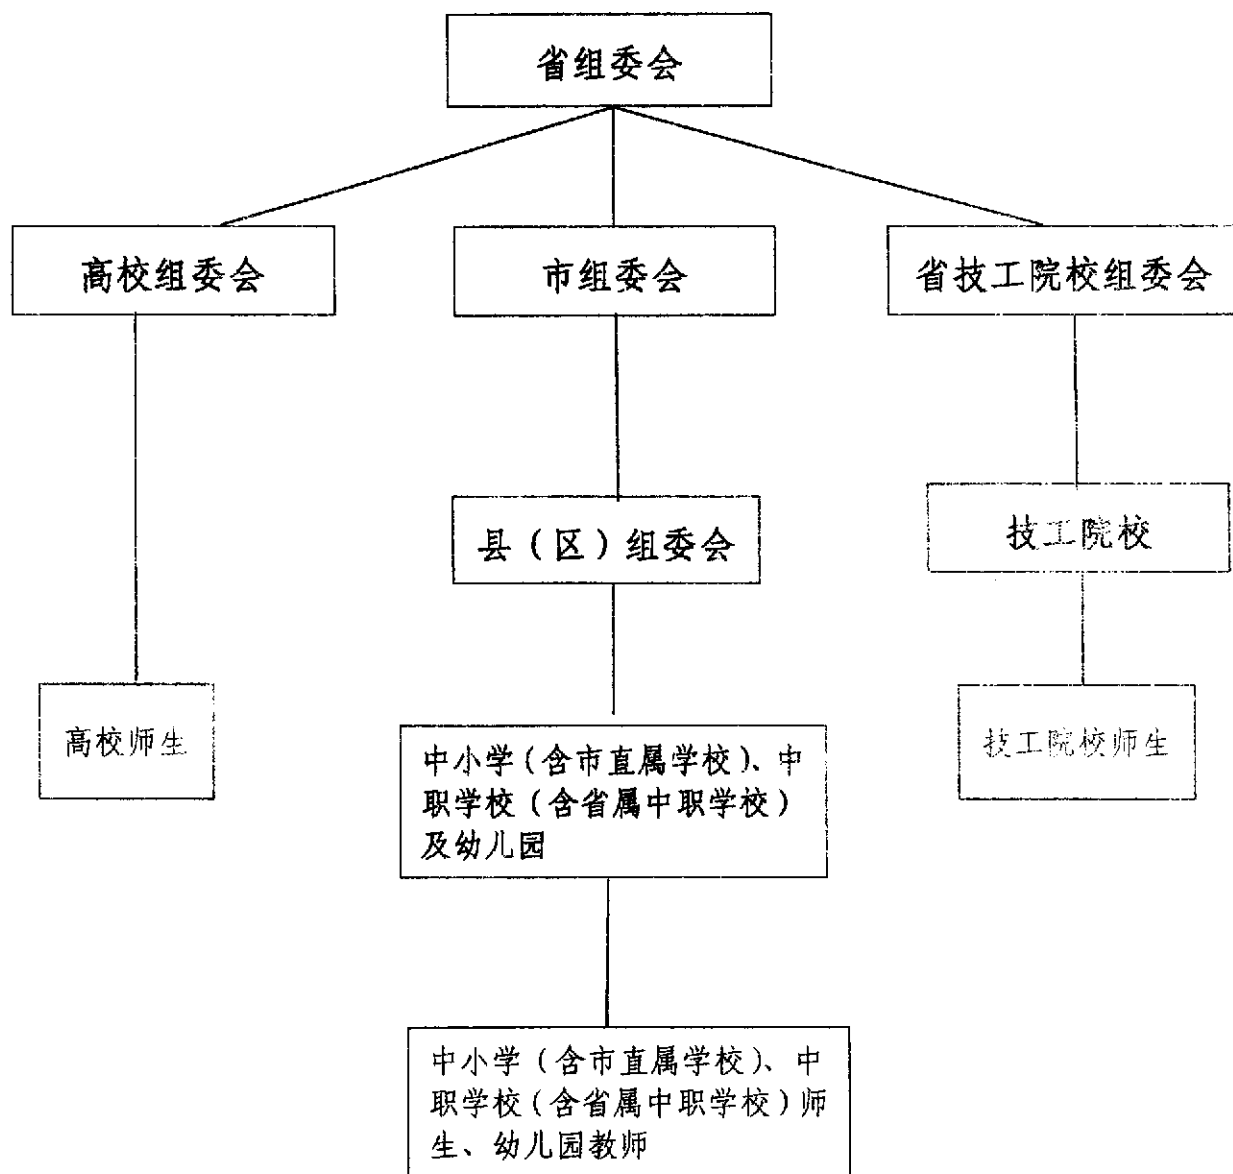 省组委会
高校组委会
市组委会
省技工院校组委会
县（区）组委会
技工院校
高校师生
技工院校师生
中小学（含市直属学校）、中
职学校（含省属中职学校）
及幼儿园
中小学（含市直属学校）、中
职学校（含省属中职学校）师
生、幼儿园教师